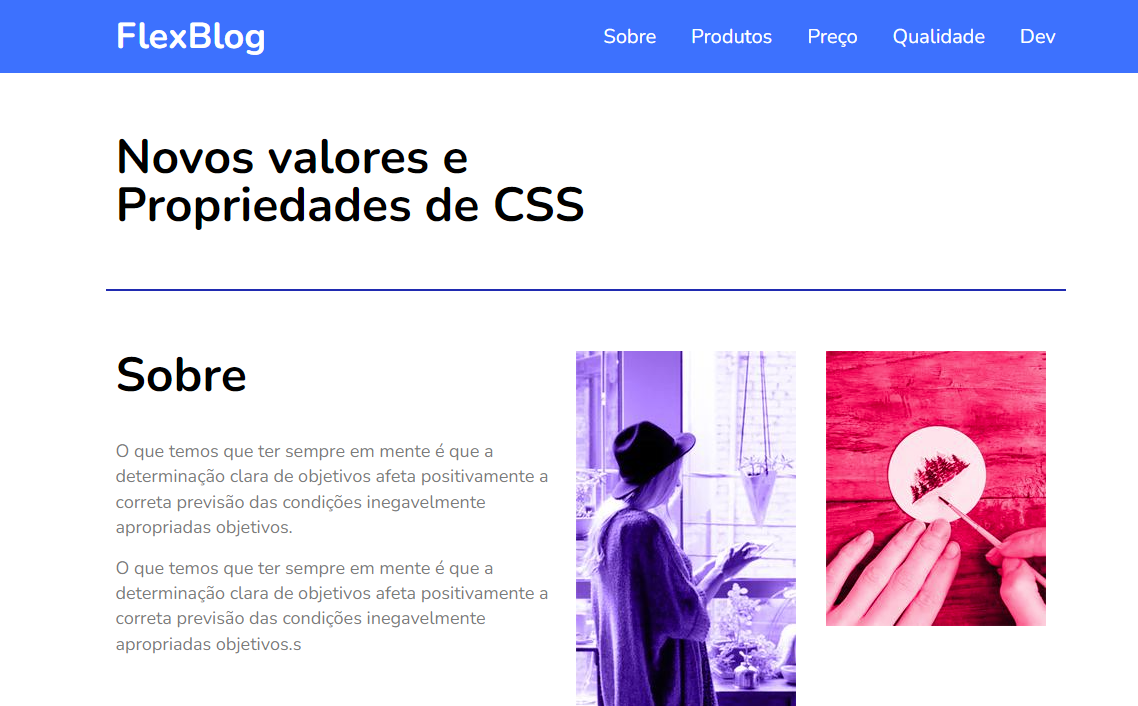 FlexBlog
Sobre Produtos Preço Qualidade Dev
Novos valores e
Propriedades de CSS
Sobre
O que temos que ter sempre em mente é que a
determinação clara de objetivos afeta positivamente a
correta previsão das condições inegavelmente
apropriadas objetivos.
O que temos que ter sempre em mente é que a
determinação clara de objetivos afeta positivamente a
correta previsão das condições inegavelmente
apropriadas objetivos.s